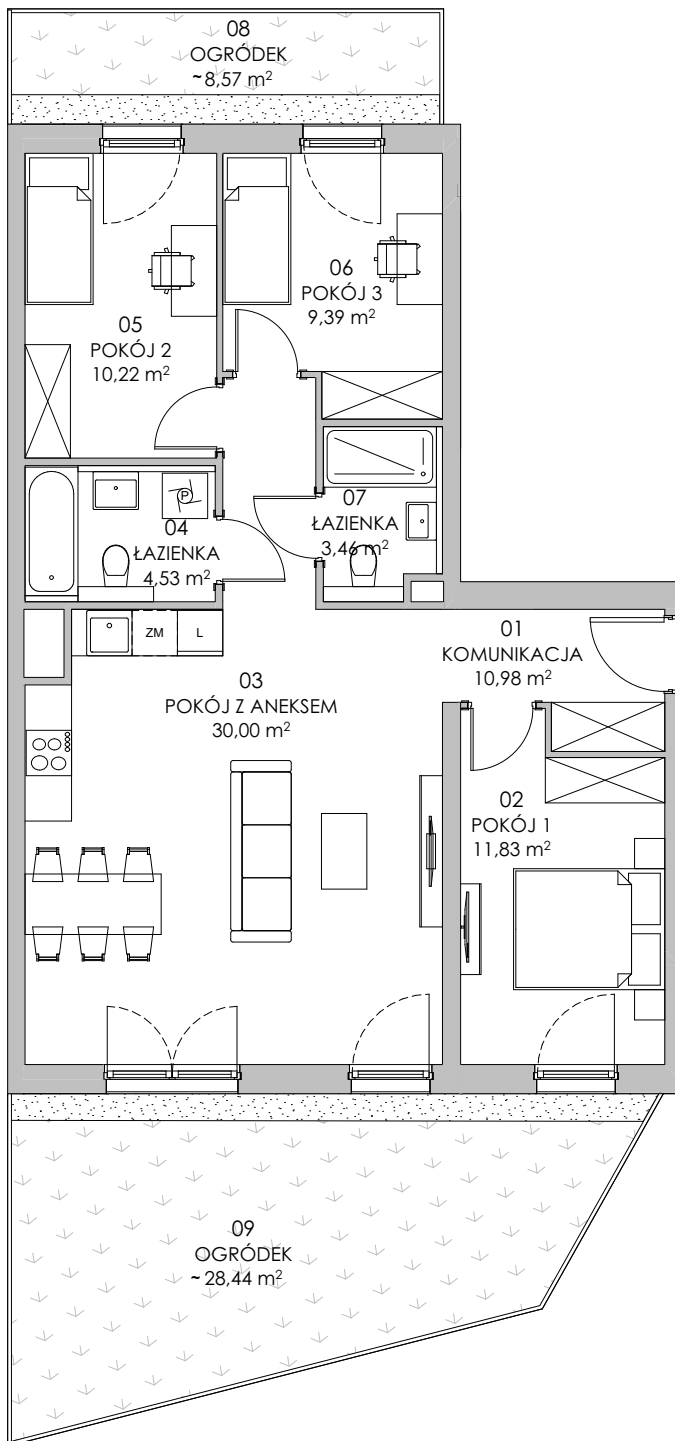 08
OGRÓDEK
~8,57 m²
06
POKÓJ 3
9,39 m²
05
POKÓJ 2
10,22 m²
P
07
ŁAZIENKA
3,46 m²
04
ŁAZIENKA
4,53 m²
ZM
L
01
KOMUNIKACJA
10,98 m²
03
POKÓJ Z ANEKSEM
30,00 m²
02
POKÓJ 1
11,83 m²
09
OGRÓDEK
~28,44 m²